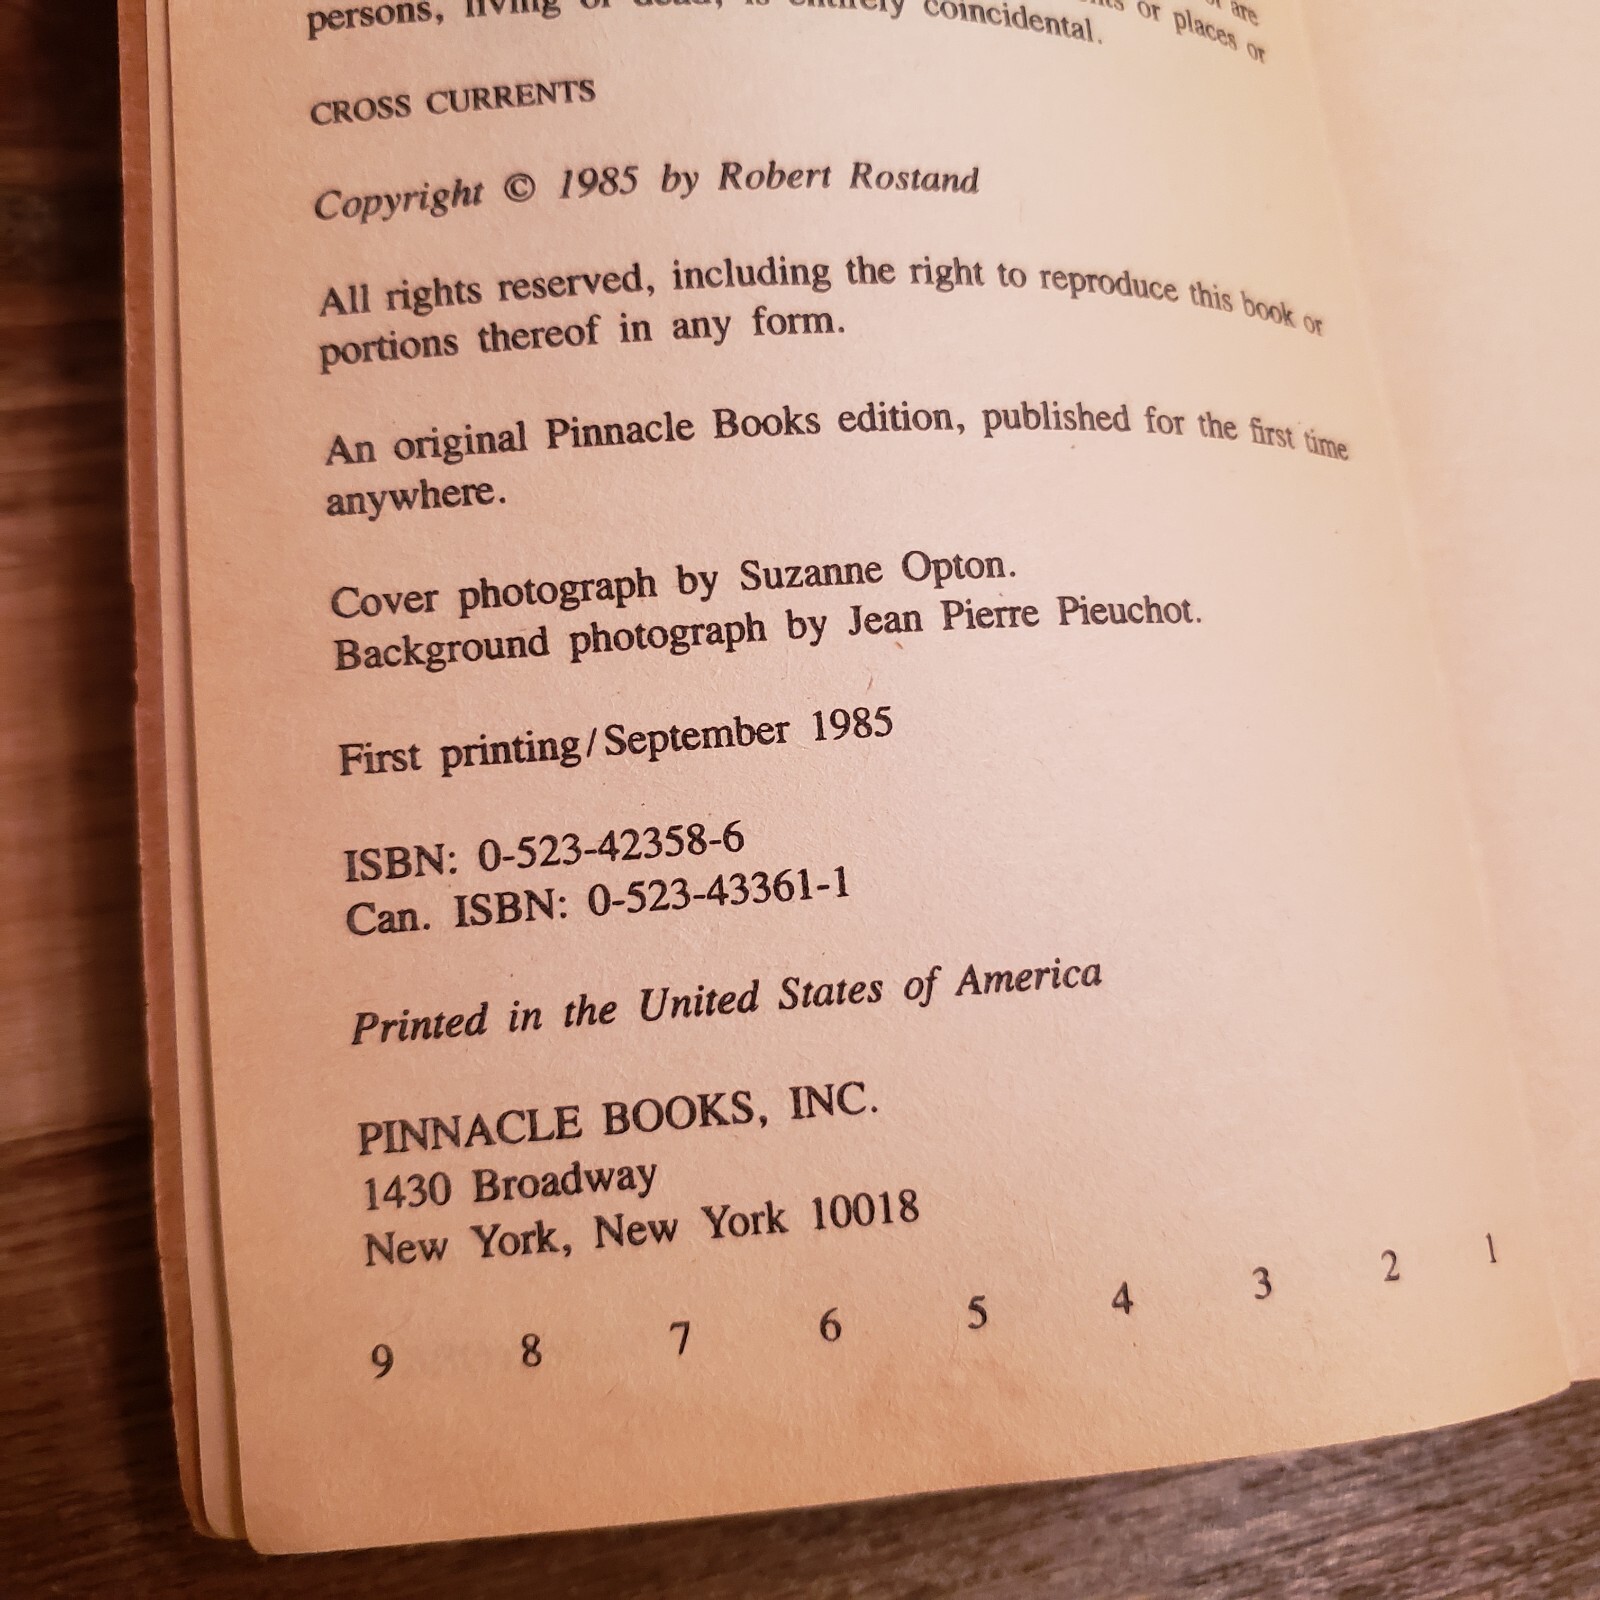 are
or places or
persons, living or dead, is entirely coincidental.
CROSS CURRENTS
Copyright © 1985 by Robert Rostand
All rights reserved, including the right to reproduce this book or
portions thereof in any form.
An original Pinnacle Books edition, published for the first time
anywhere.
Cover photograph by Suzanne Opton.
Background photograph by Jean Pierre Pieuchot.
First printing/September 1985
ISBN: 0-523-42358-6
Can. ISBN: 0-523-43361-1
Printed in the United States of America
PINNACLE BOOKS, INC.
1430 Broadway
New York, New York 10018
9 8 7 6 5 4 3 2 1